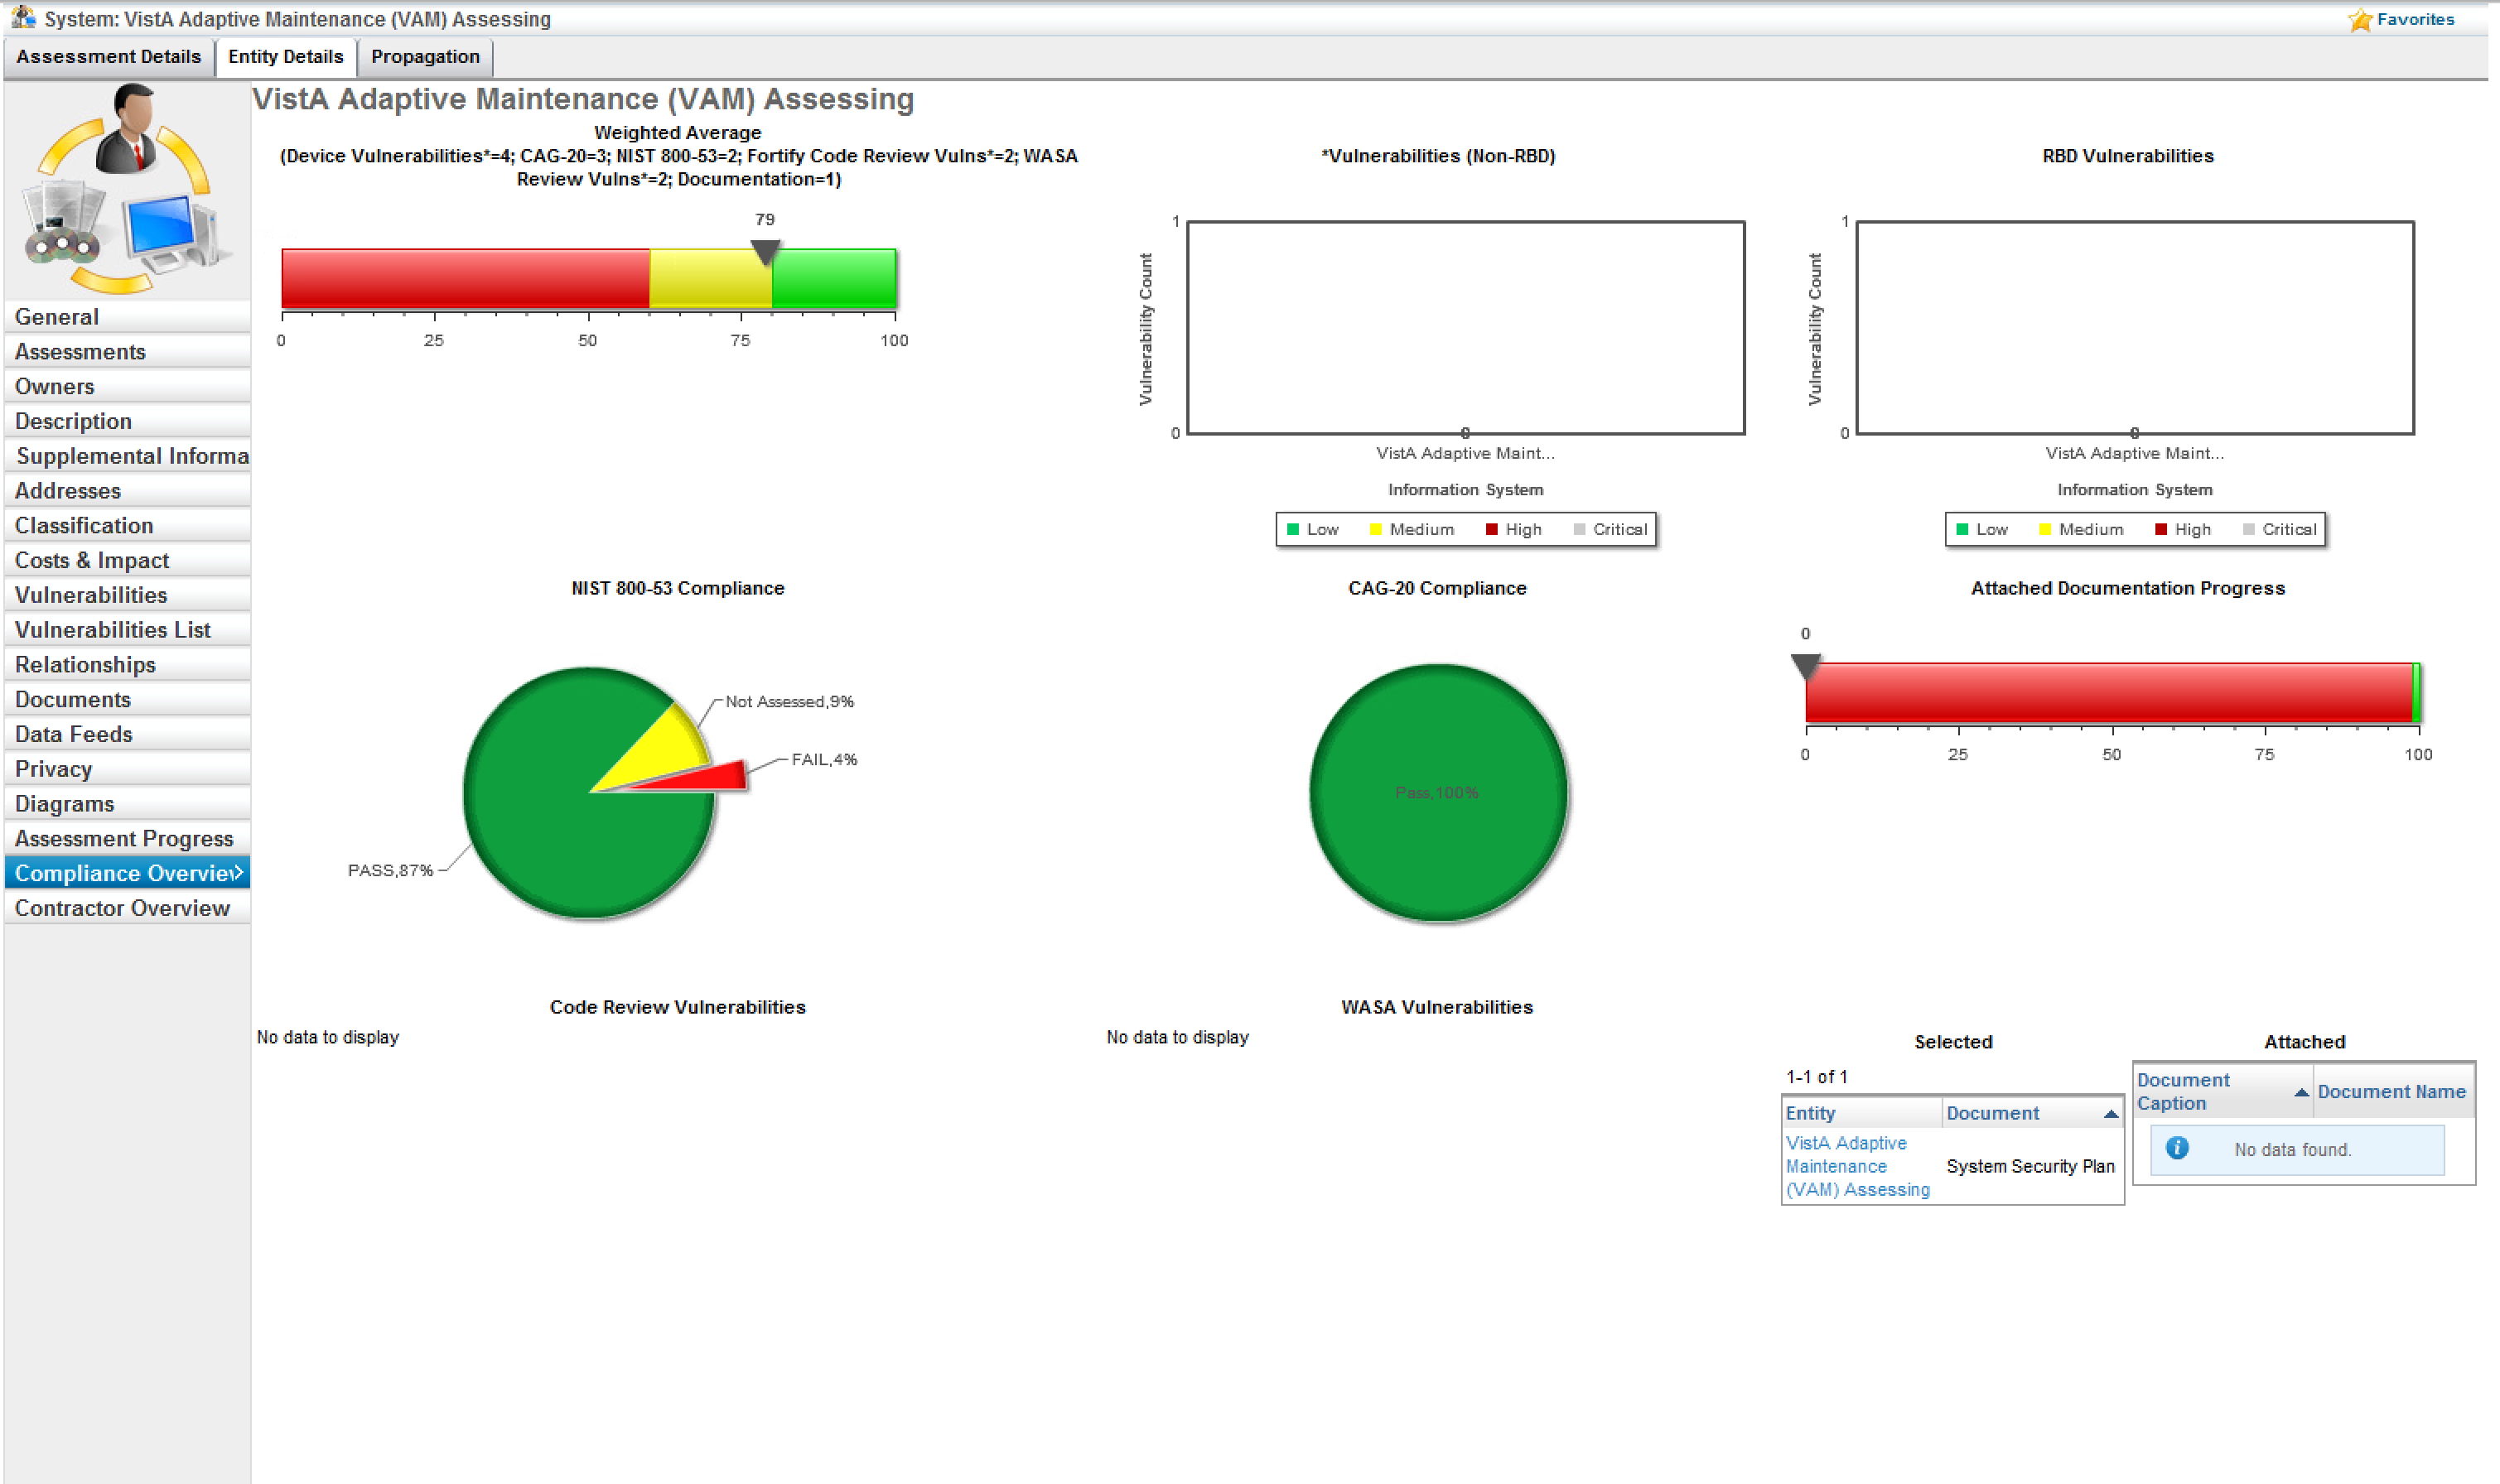 System: VistA Adaptive Maintenance (VAM) Assessing
Favorites
Assessment Details
Entity Details
Propagation
General
Assessments
Owners
Description
Supplemental Informa
Addresses
Classification
Costs & Impact
Vulnerabilities
Vulnerabilities List
Relationships
Documents
Data Feeds
Privacy
Diagrams
Assessment Progress
Compliance Overview
Contractor Overview
VistA Adaptive Maintenance (VAM) Assessing
Weighted Average
(Device Vulnerabilities*=4; CAG-20=3; NIST 800-53=2; Fortify Code Review Vulns*=2; WASA
Review Vulns*=2; Documentation=1)
79
0 25 50 75 100
*Vulnerabilities (Non-RBD)
Vulnerability Count
1
0
0
VistA Adaptive Maint...
Information System
Low Medium High Critical
RBD Vulnerabilities
Vulnerability Count
1
0
0
VistA Adaptive Maint...
Information System
Low Medium High Critical
NIST 800-53 Compliance
Not Assessed,9%
FAIL,4%
PASS,87%
CAG-20 Compliance
Pass,100%
Attached Documentation Progress
0
0 25 50 75 100
Code Review Vulnerabilities
No data to display
WASA Vulnerabilities
No data to display
Selected
1-1 of 1
Entity Document
VistA Adaptive
Maintenance
(VAM) Assessing
System Security Plan
Attached
Document
Caption
Document Name
No data found.